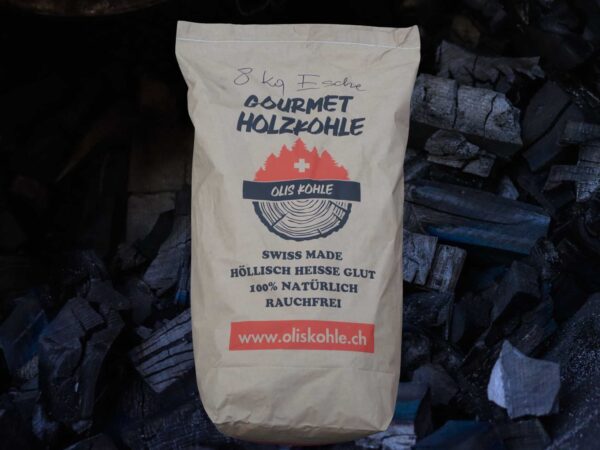 8 kg Esche
GOURMET
HOLZKOHLE
OLIS KOHLE
SWISS MADE
HÖLLISCH HEISSE GLUT
100% NATÜRLICH
RAUCHFREI
www.oliskohle.ch